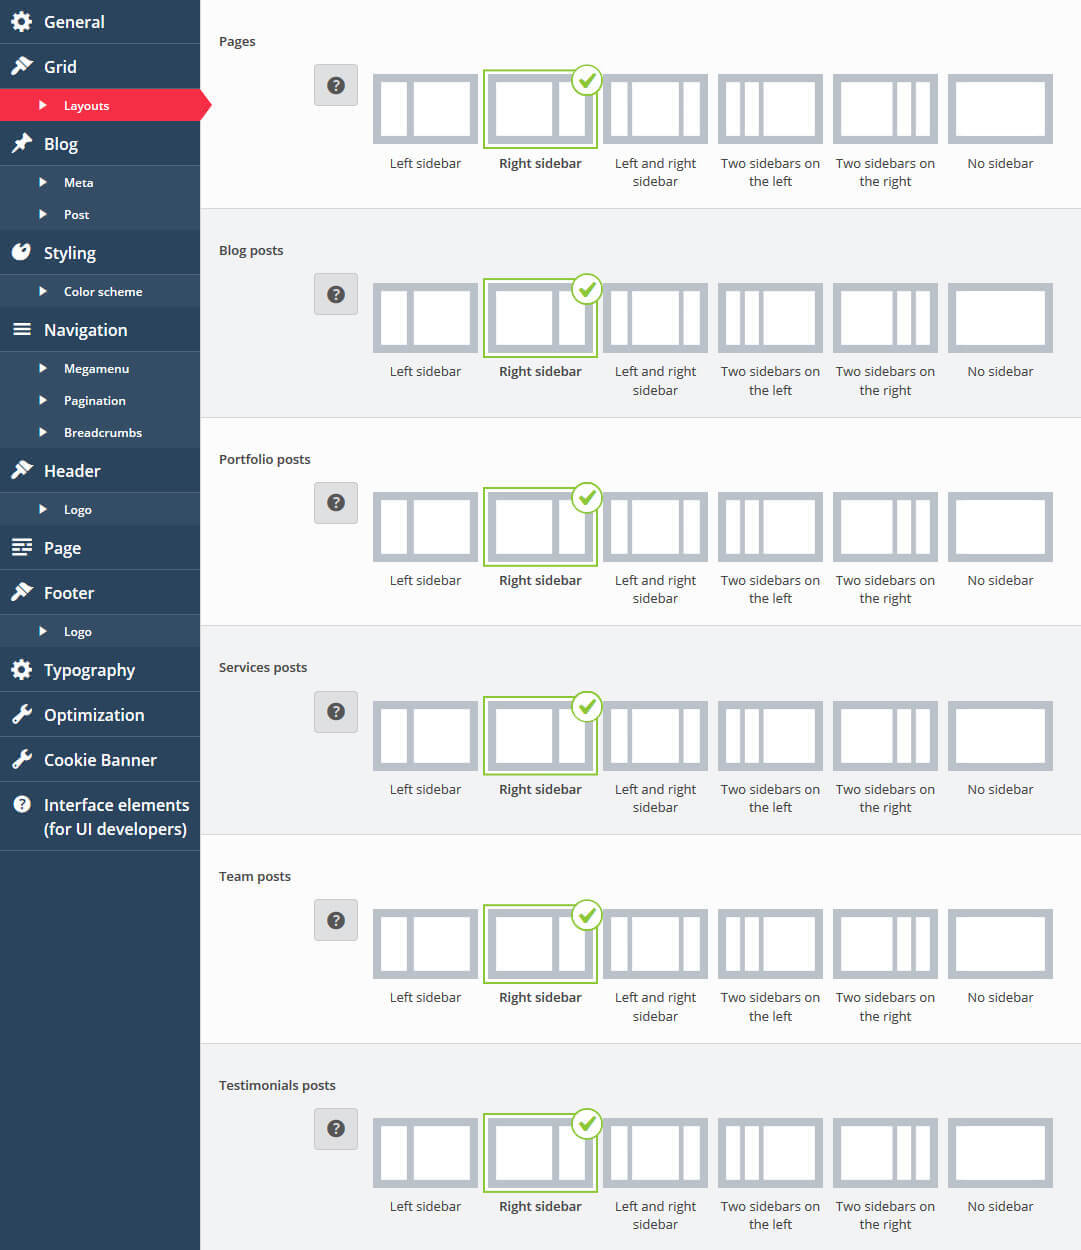 General
Grid
Layouts
Blog
Meta
Post
Styling
Color scheme
Navigation
Megamenu
Pagination
Breadcrumbs
Header
Logo
Page
Footer
Logo
Typography
Optimization
Cookie Banner
Interface elements
(for UI developers)
Pages
?
Left sidebar
Right sidebar
Left and right
sidebar
Two sidebars on
the left
Two sidebars on
the right
No sidebar
Blog posts
?
Left sidebar
Right sidebar
Left and right
sidebar
Two sidebars on
the left
Two sidebars on
the right
No sidebar
Portfolio posts
?
Left sidebar
Right sidebar
Left and right
sidebar
Two sidebars on
the left
Two sidebars on
the right
No sidebar
Services posts
?
Left sidebar
Right sidebar
Left and right
sidebar
Two sidebars on
the left
Two sidebars on
the right
No sidebar
Team posts
?
Left sidebar
Right sidebar
Left and right
sidebar
Two sidebars on
the left
Two sidebars on
the right
No sidebar
Testimonials posts
?
Left sidebar
Right sidebar
Left and right
sidebar
Two sidebars on
the left
Two sidebars on
the right
No sidebar